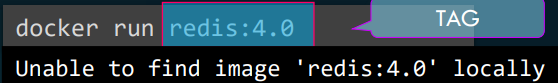 docker run redis:4.0
TAG
Unable to find image 'redis:4.0' locally